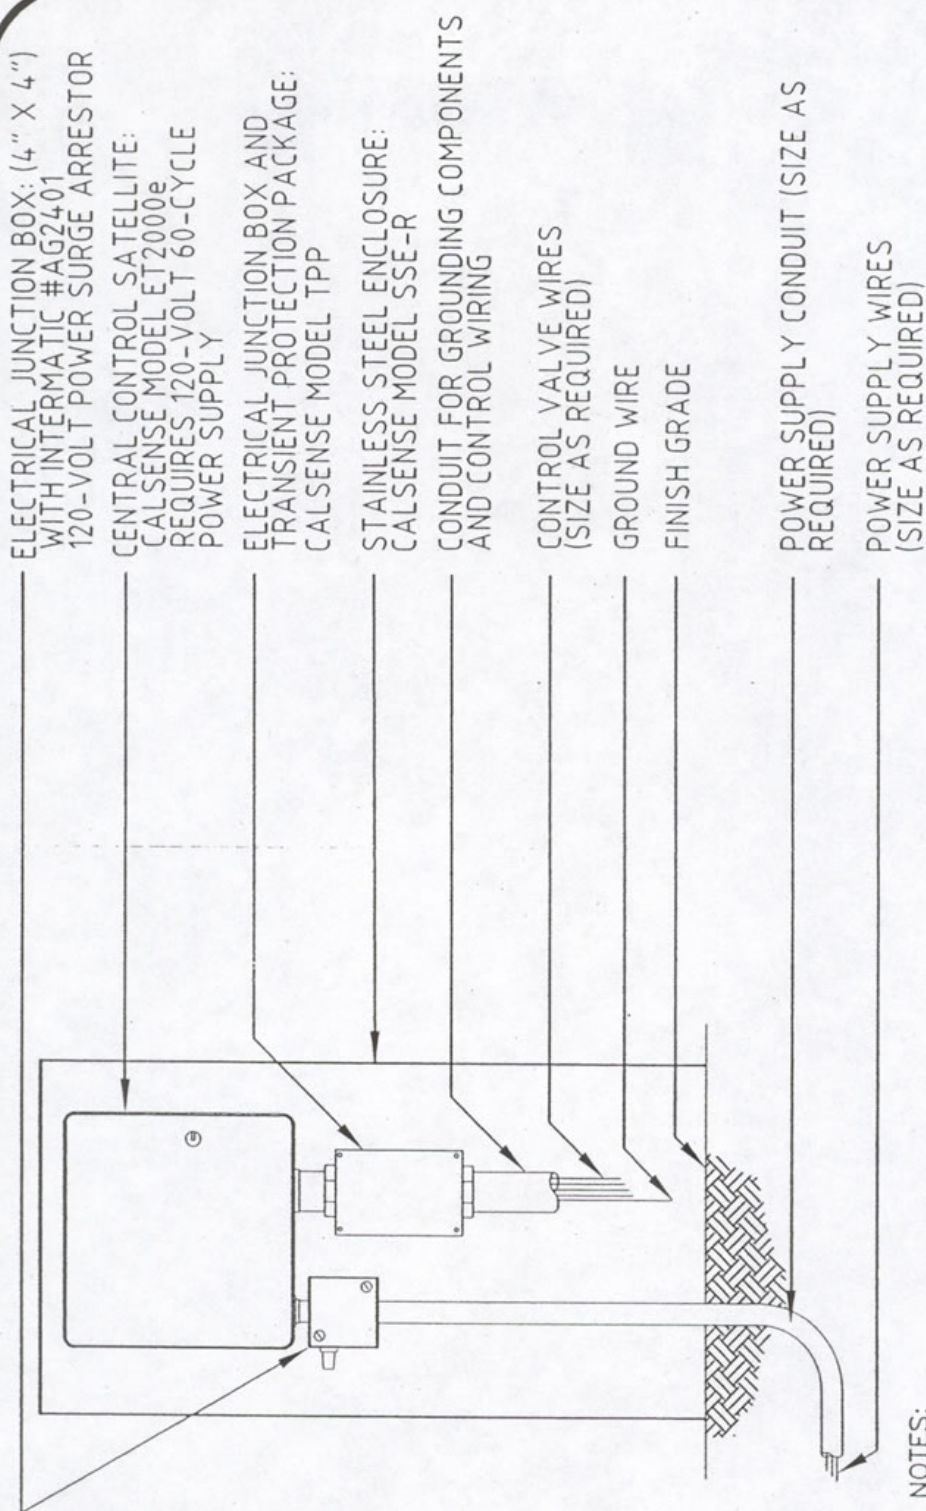 ELECTRICAL JUNCTION BOX: (4" X 4")
WITH INTERMATIC #AG2401
120-VOLT POWER SURGE ARRESTOR
CENTRAL CONTROL SATELLITE:
CALSENSE MODEL ET2000e
REQUIRES 120-VOLT 60-CYCLE
POWER SUPPLY
ELECTRICAL JUNCTION BOX AND
TRANSIENT PROTECTION PACKAGE:
CALSENSE MODEL TPP
STAINLESS STEEL ENCLOSURE:
CALSENSE MODEL SSE-R
CONDUIT FOR GROUNDING COMPONENTS
AND CONTROL WIRING
CONTROL VALVE WIRES
(SIZE AS REQUIRED)
GROUND WIRE
FINISH GRADE
POWER SUPPLY CONDUIT (SIZE AS
REQUIRED)
POWER SUPPLY WIRES
(SIZE AS REQUIRED)
NOTES: